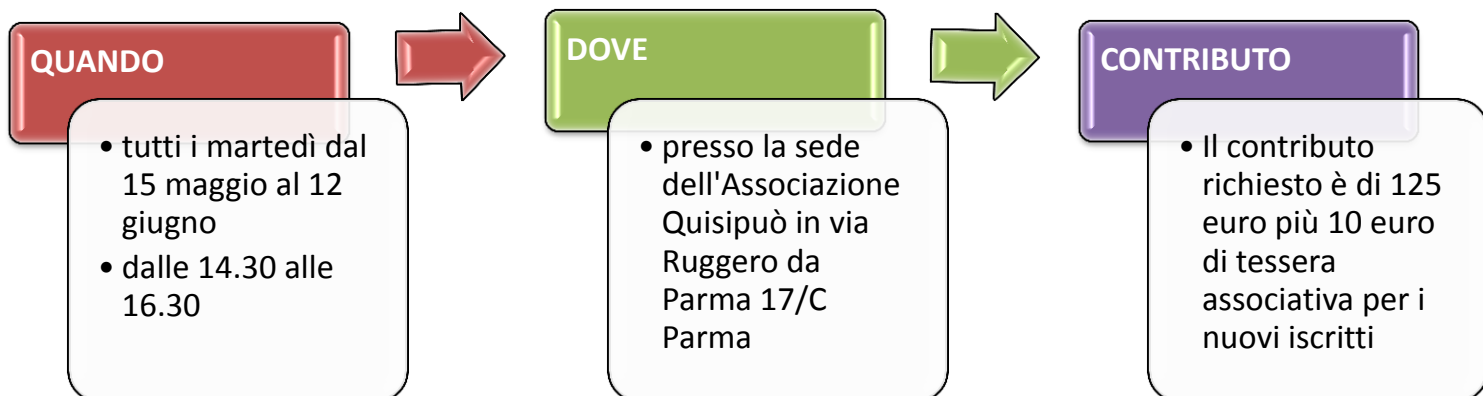 QUANDO
• tutti i martedì dal
15 maggio al 12
giugno
• dalle 14.30 alle
16.30
DOVE
• presso la sede
dell'Associazione
Quisipuò in via
Ruggero da
Parma 17/C
Parma
CONTRIBUTO
• Il contributo
richiesto è di 125
euro più 10 euro
di tessera
associativa per i
nuovi iscritti